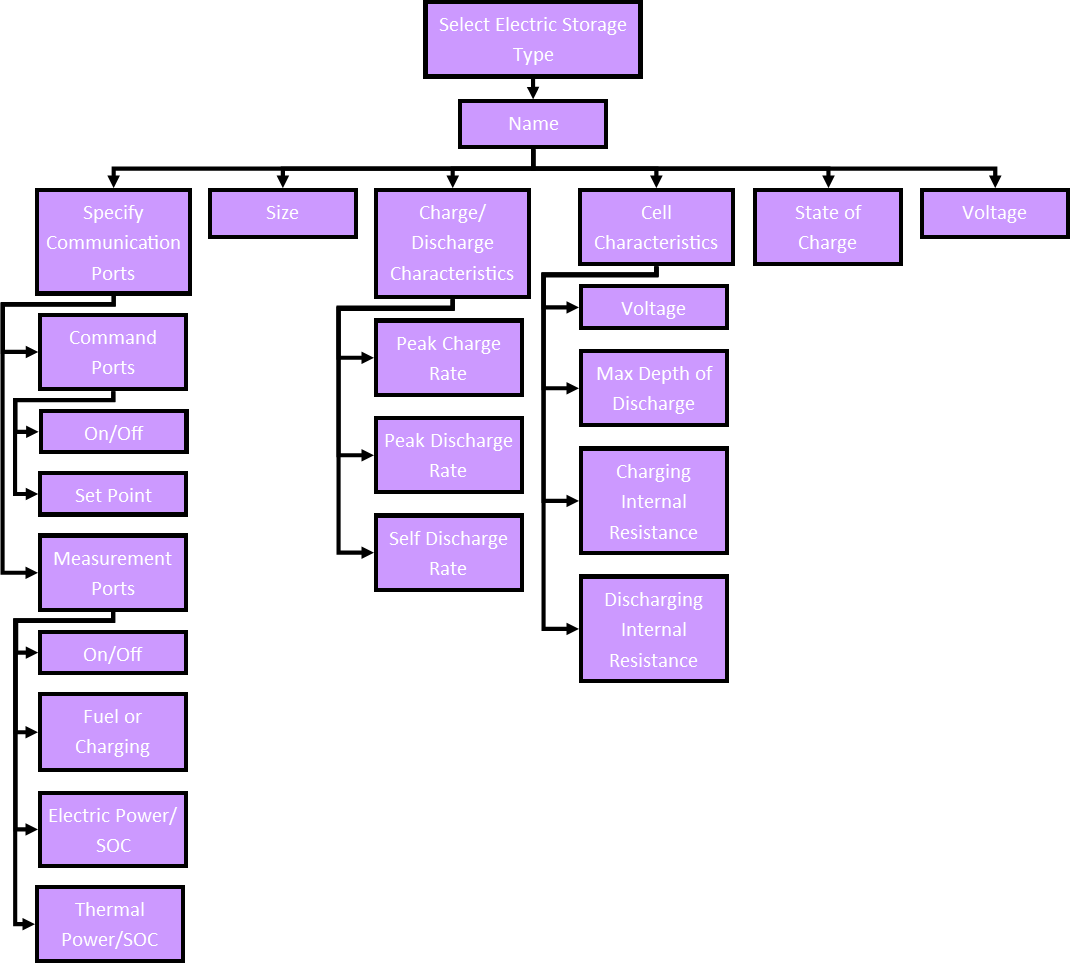 Select Electric Storage
Type
Name
Specify
Communication
Ports
Size
Charge/
Discharge
Characteristics
Cell
Characteristics
State of
Charge
Voltage
Command
Ports
On/Off
Set Point
Measurement
Ports
On/Off
Fuel or
Charging
Electric Power/
SOC
Thermal
Power/SOC
Peak Charge
Rate
Peak Discharge
Rate
Self Discharge
Rate
Voltage
Max Depth of
Discharge
Charging
Internal
Resistance
Discharging
Internal
Resistance